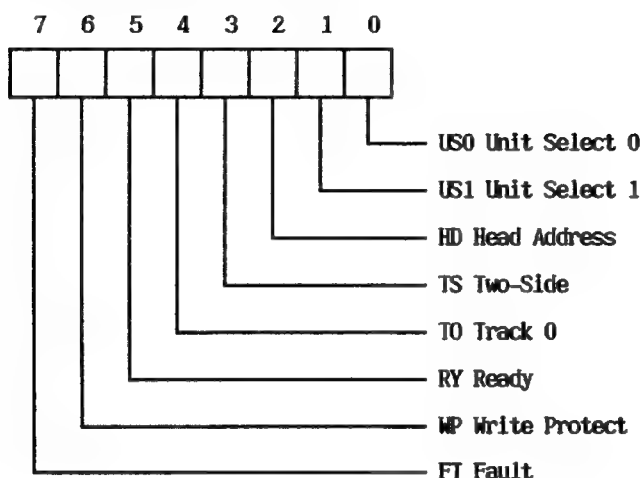 7 6 5 4 3 2 1 0
US0 Unit Select 0
US1 Unit Select 1
HD Head Address
TS Two-Side
T0 Track 0
RY Ready
WP Write Protect
FT Fault